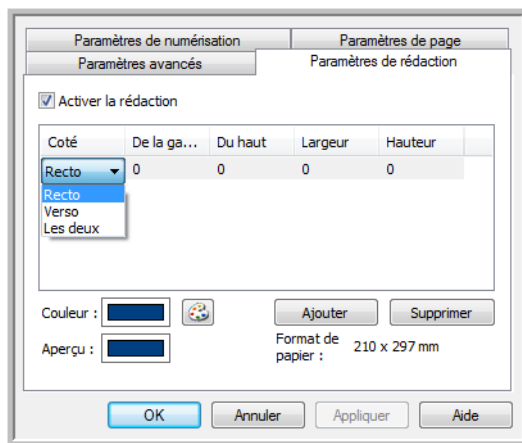 Paramètres de numérisation
Paramètres de page
Paramètres avancés
Paramètres de rédaction
Activer la rédaction
Coté De la ga... Du haut Largeur Hauteur
Recto 0 0 0 0
Recto
Verso
Les deux
Couleur :
Ajouter Supprimer
Aperçu :
Format de
papier :
210 x 297 mm
OK Annuler Appliquer Aide